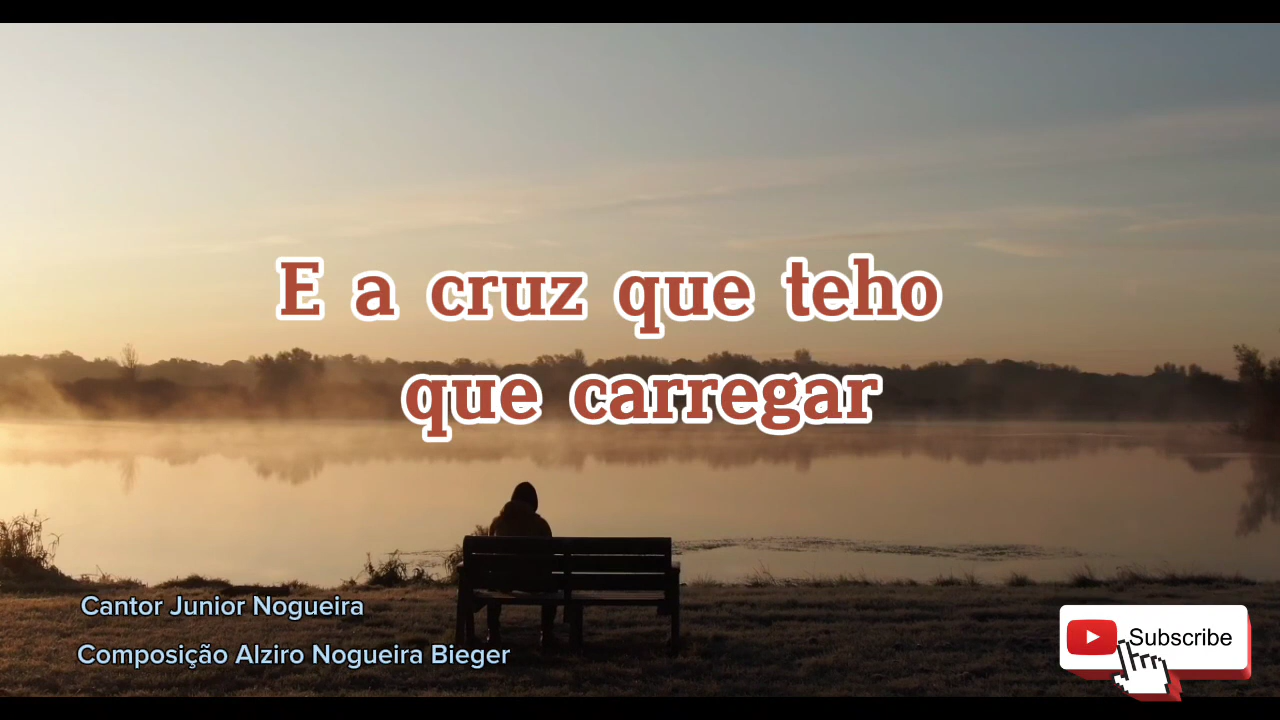 E a cruz que teho
que carregar
Cantor Junior Nogueira
Composição Alziro Nogueira Bieger
Subscribe